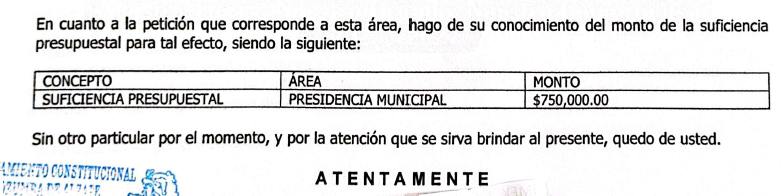 En cuanto a la petición que corresponde a esta área, hago de su conocimiento del monto de la suficiencia
presupuestal para tal efecto, siendo la siguiente:
CONCEPTO ÁREA MONTO
SUFICIENCIA PRESUPUESTAL PRESIDENCIA MUNICIPAL $750,000.00
Sin otro particular por el momento, y por la atención que se sirva brindar al presente, quedo de usted.
CONSTITUCIONAL
ATENTAMENTE